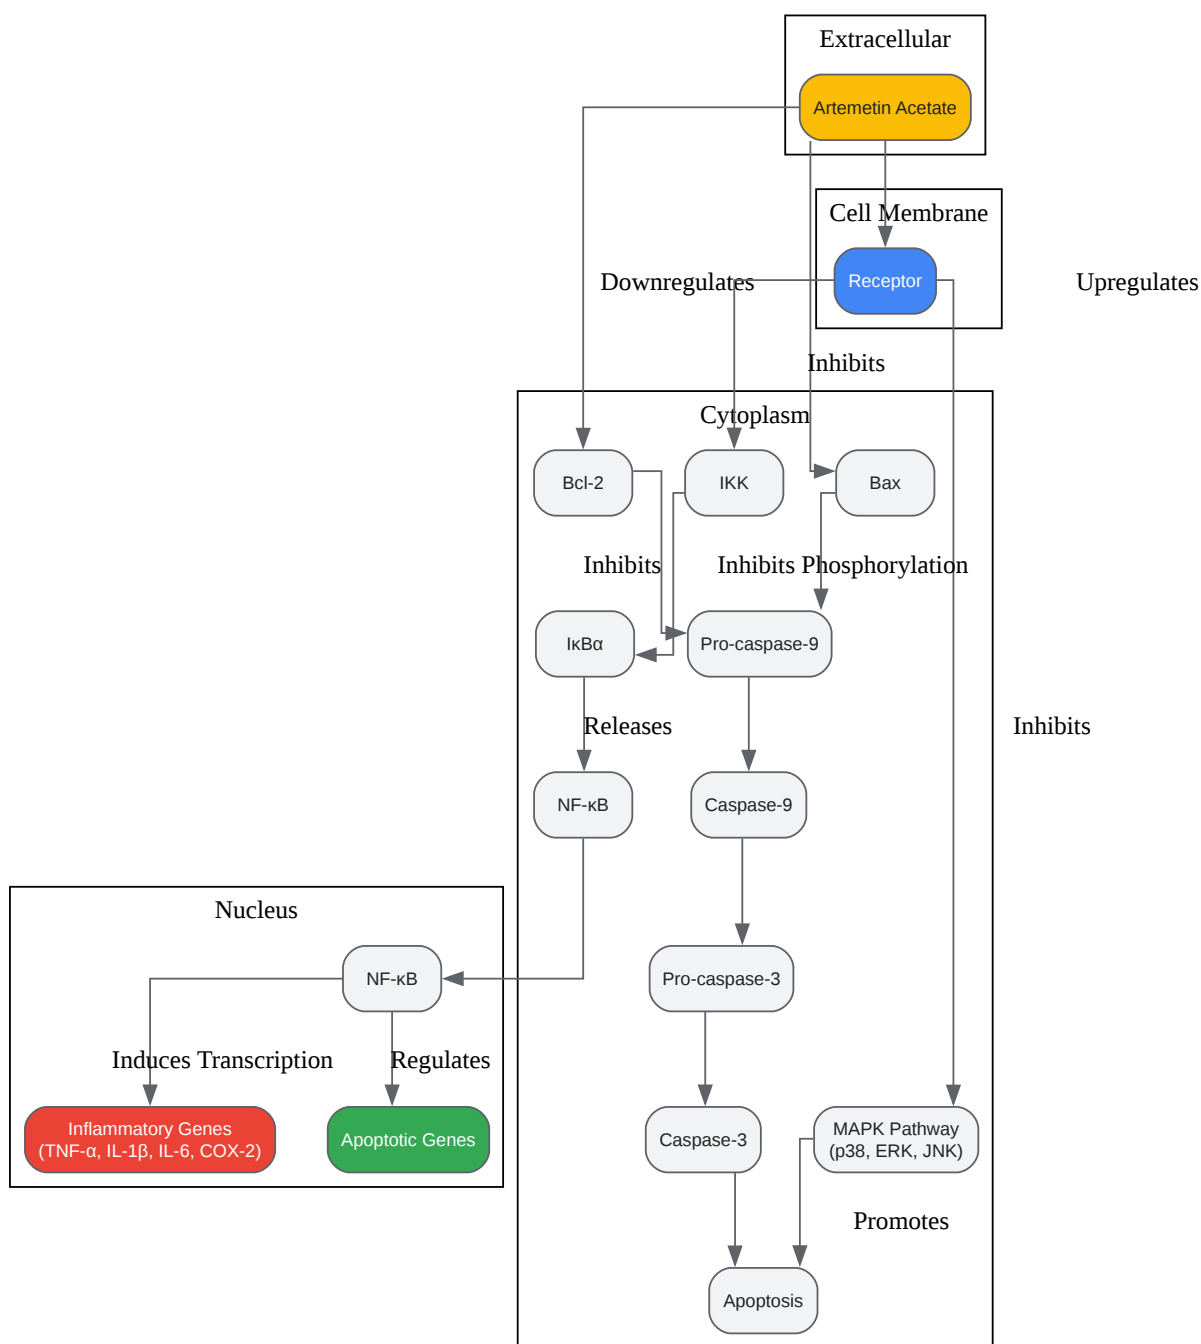 Extracellular
Artemetin Acetate
Cell Membrane
Downregulates
Receptor
Upregulates
Inhibits
Cytoplasm
Bcl-2
IKK
Bax
Inhibits
Inhibits Phosphorylation
IκBα
Pro-caspase-9
Releases
Inhibits
NF-κB
Caspase-9
Nucleus
NF-κB
Pro-caspase-3
Induces Transcription
Regulates
Inflammatory Genes
(TNF-α, IL-1β, IL-6, COX-2)
Apoptotic Genes
Caspase-3
MAPK Pathway
(p38, ERK, JNK)
Promotes
Apoptosis